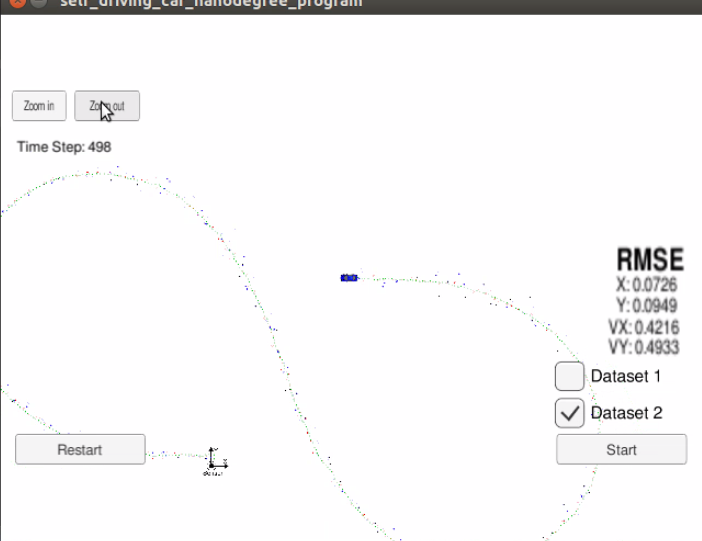 self_driving_car_nanodegree_program
Zoom in
Zoom out
Time Step: 498
RMSE
X: 0.0726
Y: 0.0949
VX: 0.4216
VY: 0.4933
Dataset 1
Dataset 2
Restart
Start